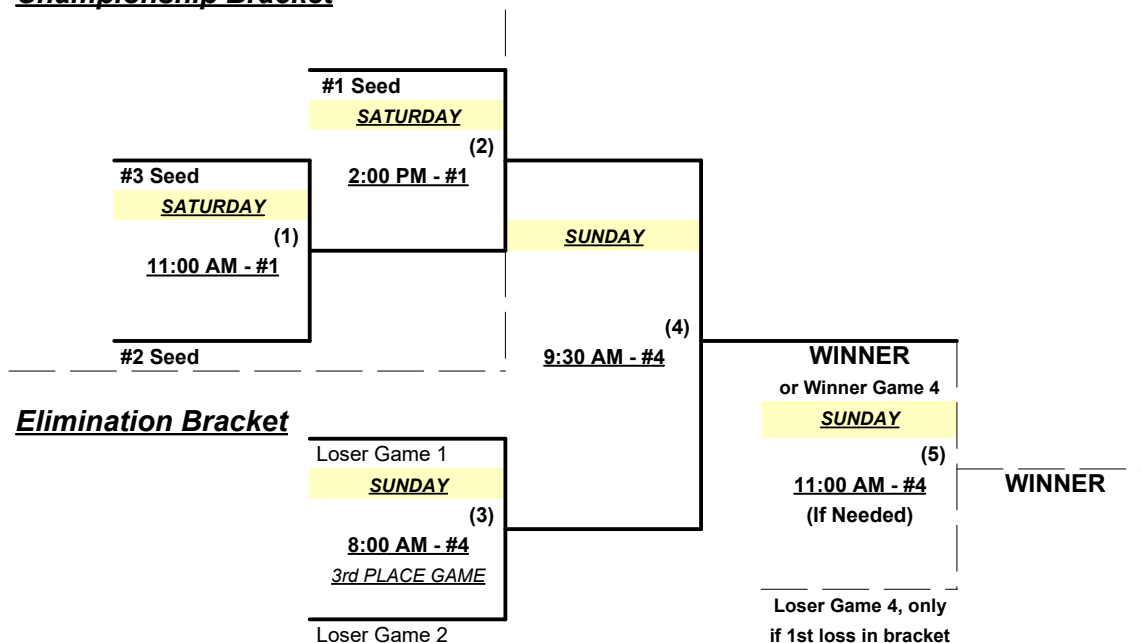 Championship Bracket
#1 Seed
SATURDAY
(2)
2:00 PM - #1
#3 Seed
SATURDAY
(1)
11:00 AM - #1
#2 Seed
SUNDAY
(4)
9:30 AM - #4
WINNER
or Winner Game 4
SUNDAY
(5)
11:00 AM - #4
(If Needed)
WINNER
Loser Game 4, only
if 1st loss in bracket
Elimination Bracket
Loser Game 1
SUNDAY
(3)
8:00 AM - #4
3rd PLACE GAME
Loser Game 2